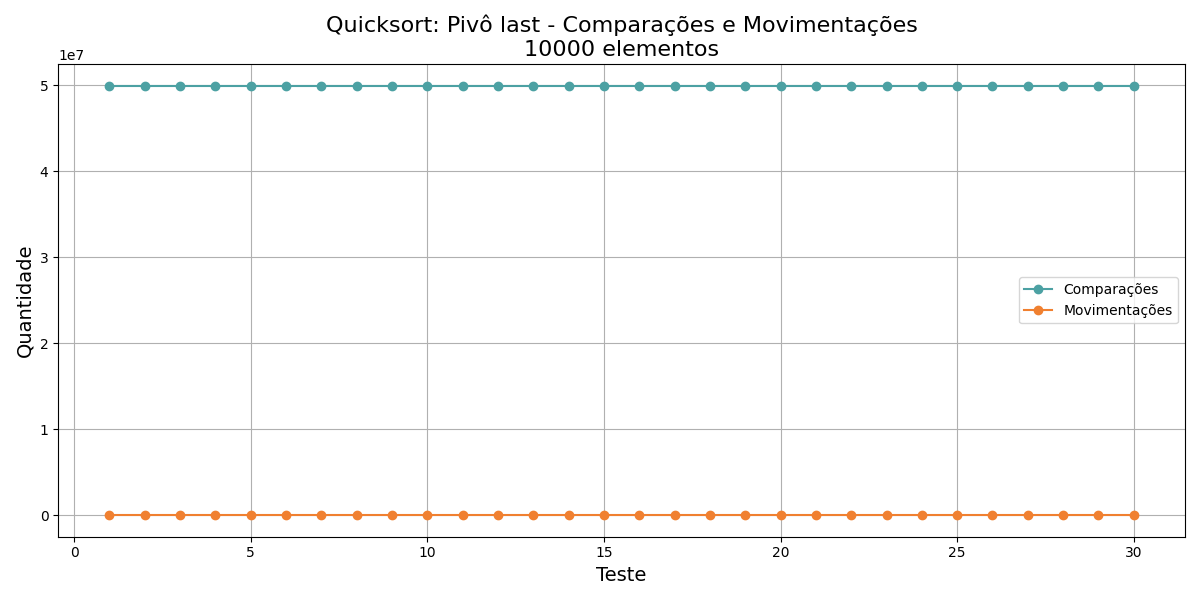 Quicksort: Pivô last - Comparações e Movimentações
10000 elementos
1e7
5
4
3
2
1
0
Quantidade
Comparações
Movimentações
0 5 10 15 20 25 30
Teste